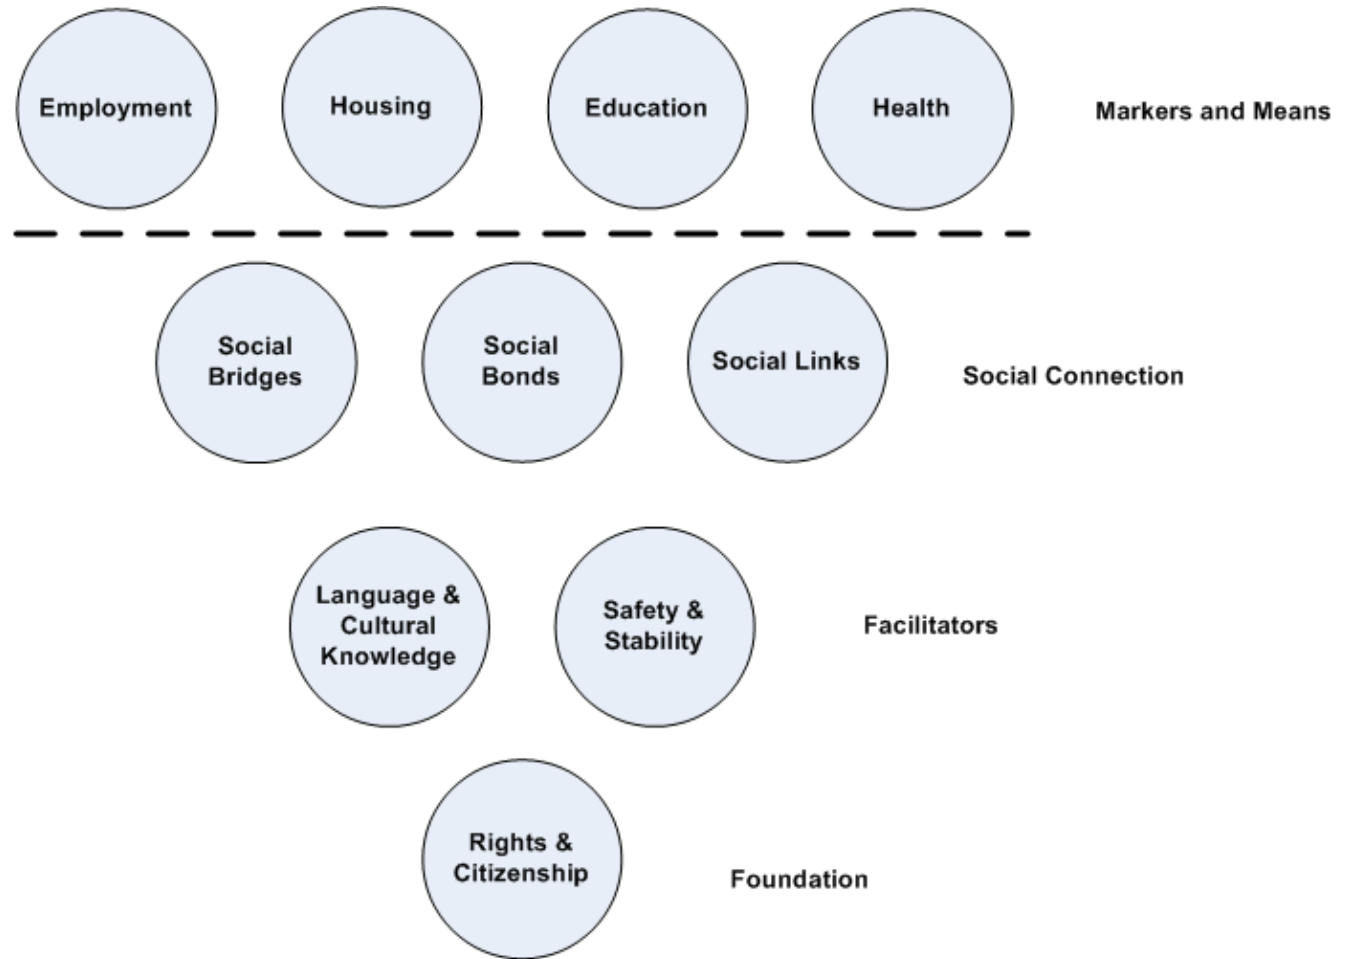 Employment
Housing
Education
Health
Markers and Means
Social
Bridges
Social
Bonds
Social Links
Social Connection
Language &
Cultural
Knowledge
Safety &
Stability
Facilitators
Rights &
Citizenship
Foundation